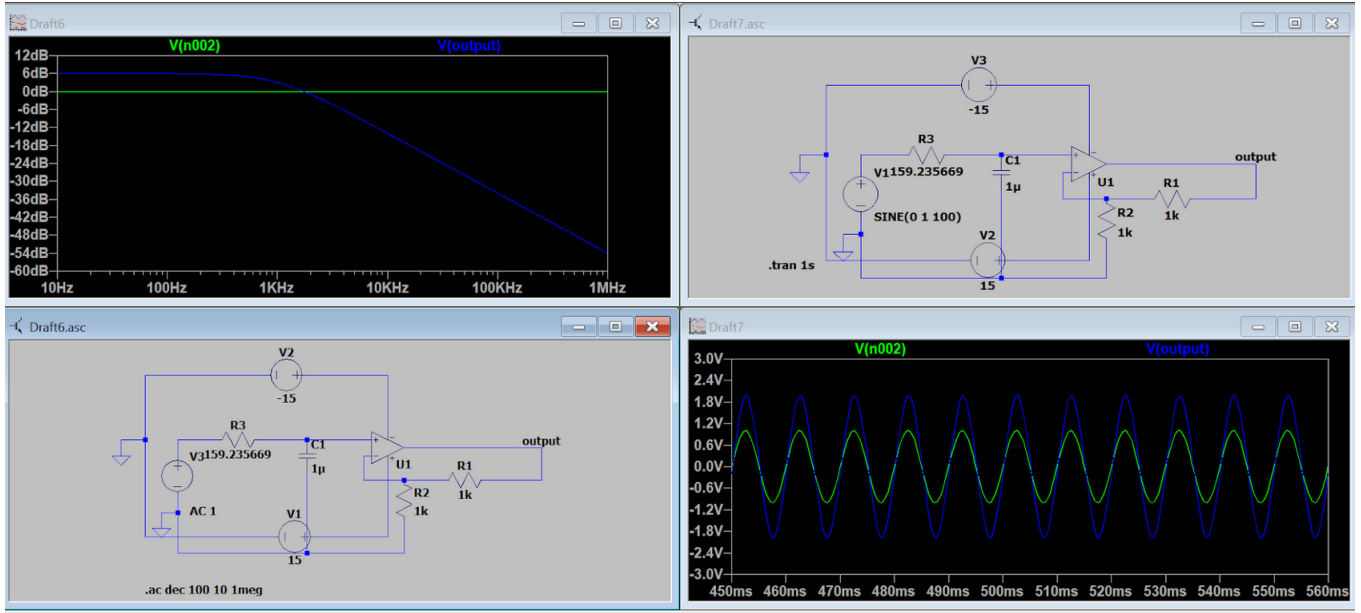 Draft6
V(n002) V(output)
12dB
6dB
0dB
-6dB
-12dB
-18dB
-24dB
-30dB
-36dB
-42dB
-48dB
-54dB
-60dB
10Hz 100Hz 1KHz 10KHz 100KHz 1MHz
Draft7.asc
V3
-15
R3
V1 159.235669
C1
1µ
SINE(0 1 100)
U1
output
R1
1k
R2
1k
V2
15
.tran 1s
Draft6.asc
V2
-15
R3
V3 159.235669
C1
1µ
AC 1
U1
output
R1
1k
R2
1k
V1
15
.ac dec 100 10 1meg
Draft7
V(n002) V(output)
3.0V
2.4V
1.8V
1.2V
0.6V
0.0V
-0.6V
-1.2V
-1.8V
-2.4V
-3.0V
450ms 460ms 470ms 480ms 490ms 500ms 510ms 520ms 530ms 540ms 550ms 560ms